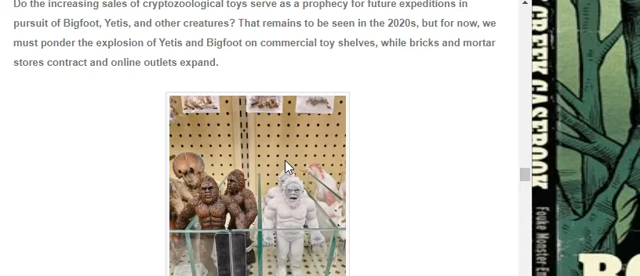 Do the increasing sales of cryptozoological toys serve as a prophecy for future expeditions in
pursuit of Bigfoot, Yetis, and other creatures? That remains to be seen in the 2020s, but for now, we
must ponder the explosion of Yetis and Bigfoot on commercial toy shelves, while bricks and mortar
stores contract and online outlets expand.
CREEK CASEBOOK
Fouke Monster